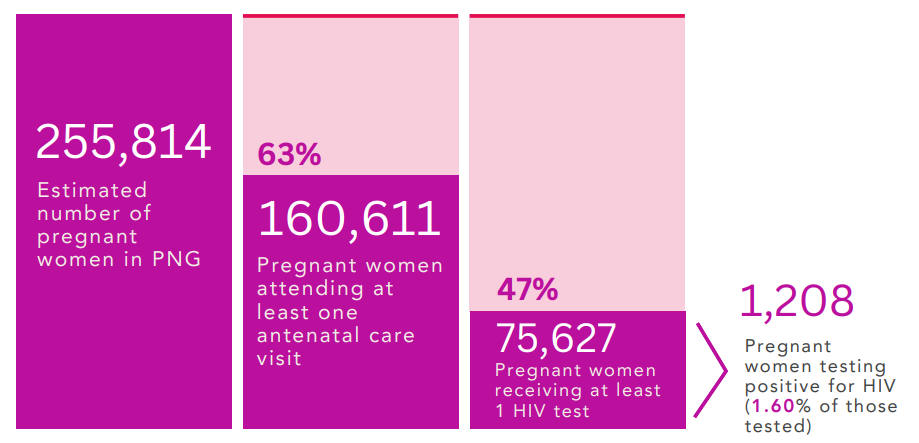 255,814
Estimated
number of
pregnant
women in PNG
63%
160,611
Pregnant women
attending at
least one
antenatal care
visit
47%
75,627
Pregnant women
receiving at least
1 HIV test
1,208
Pregnant
women testing
positive for HIV
(1.60% of those
tested)